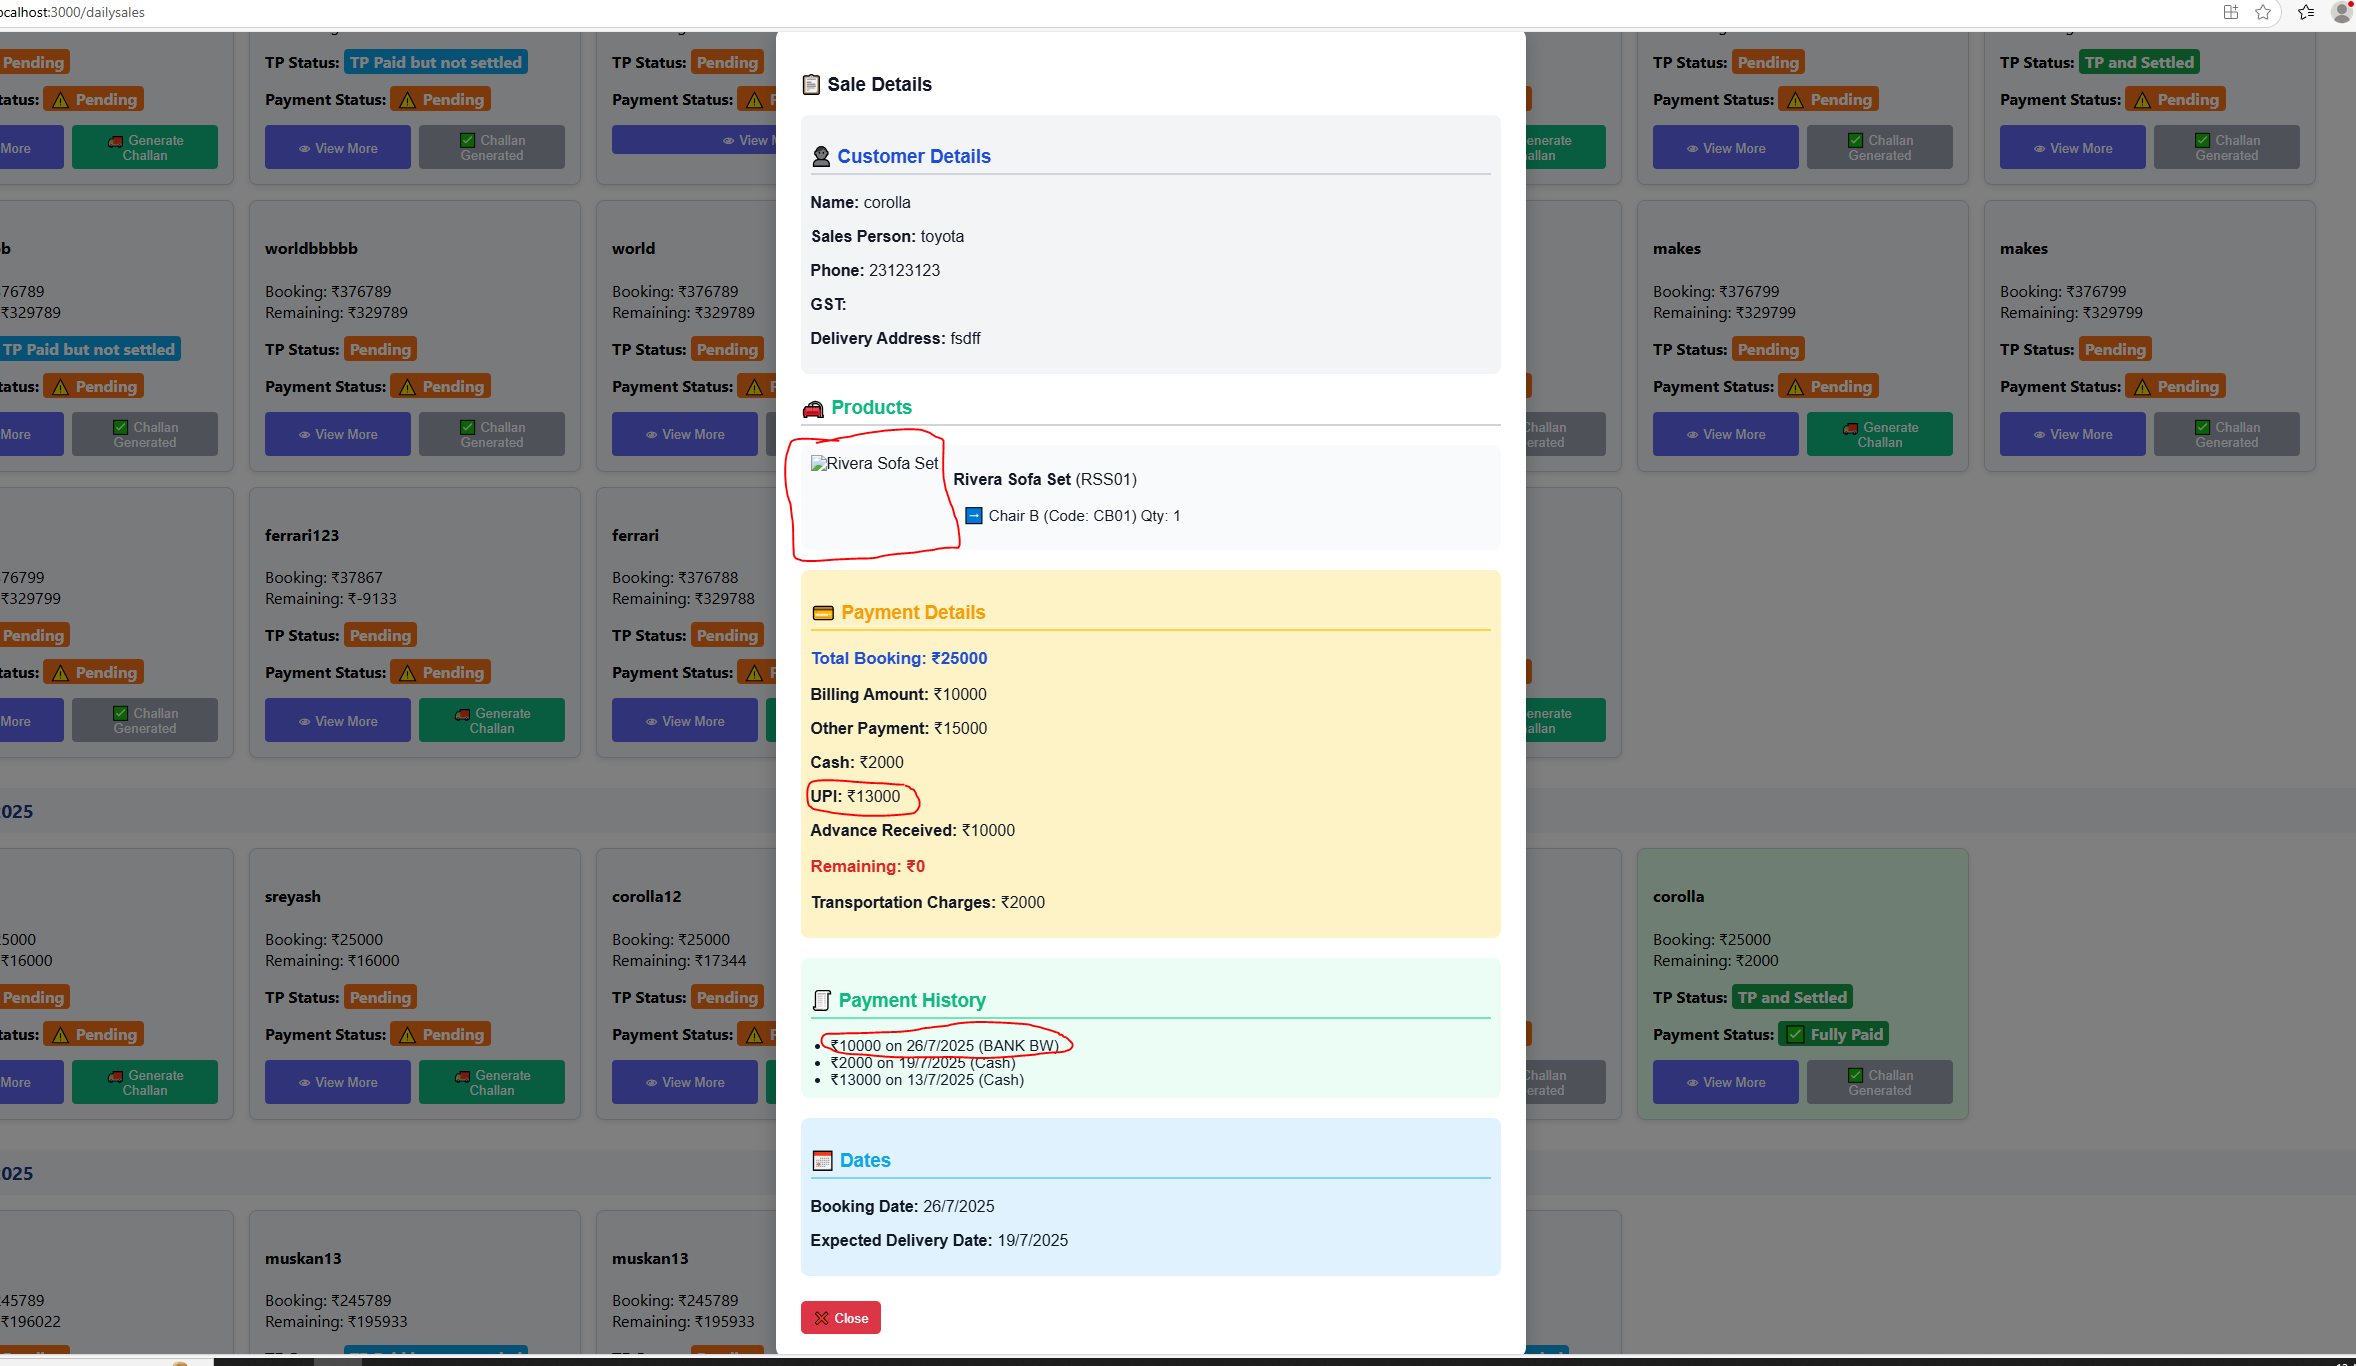 ocalhost:3000/dailysales
Pending
TP Status: TP Paid but not settled
TP Status: Pending
TP Status: Pending
TP Status: TP and Settled
atus: ⚠ Pending
Payment Status: ⚠ Pending
Payment Status: ⚠
Payment Status: ⚠ Pending
Payment Status: ⚠ Pending
More
Generate Challan
View More
Challan Generated
View
View More
Challan Generated
View More
Challan Generated
b
76789
₹329789
TP Paid but not settled
atus: ⚠ Pending
More
Challan Generated
worldbbbbb
Booking: ₹376789
Remaining: ₹329789
TP Status: Pending
Payment Status: ⚠ Pending
View More
Challan Generated
world
Booking: ₹376789
Remaining: ₹329789
TP Status: Pending
Payment Status: ⚠
View More
makes
Booking: ₹376799
Remaining: ₹329799
TP Status: Pending
Payment Status: ⚠ Pending
View More
Generate Challan
makes
Booking: ₹376799
Remaining: ₹329799
TP Status: Pending
Payment Status: ⚠ Pending
View More
Challan Generated
76799
₹329799
Pending
atus: ⚠ Pending
More
Challan Generated
ferrari123
Booking: ₹37867
Remaining: ₹-9133
TP Status: Pending
Payment Status: ⚠ Pending
View More
Generate Challan
ferrari
Booking: ₹376788
Remaining: ₹329788
TP Status: Pending
Payment Status: ⚠
View More
025
5000
₹16000
Pending
atus: ⚠ Pending
More
Generate Challan
sreyash
Booking: ₹25000
Remaining: ₹16000
TP Status: Pending
Payment Status: ⚠ Pending
View More
Generate Challan
corolla12
Booking: ₹25000
Remaining: ₹17344
TP Status: Pending
Payment Status: ⚠
View More
corolla
Booking: ₹25000
Remaining: ₹2000
TP Status: TP and Settled
Payment Status: ✅ Fully Paid
View More
Challan Generated
025
45789
₹196022
muskan13
Booking: ₹245789
Remaining: ₹195933
muskan13
Booking: ₹245789
Remaining: ₹195933
Sale Details
Customer Details
Name: corolla
Sales Person: toyota
Phone: 23123123
GST:
Delivery Address: fsdff
Products
Rivera Sofa Set
Rivera Sofa Set (RSS01)
Chair B (Code: CB01) Qty: 1
Payment Details
Total Booking: ₹25000
Billing Amount: ₹10000
Other Payment: ₹15000
Cash: ₹2000
UPI: ₹13000
Advance Received: ₹10000
Remaining: ₹0
Transportation Charges: ₹2000
Payment History
₹10000 on 26/7/2025 (BANK BW)
₹2000 on 19/7/2025 (Cash)
₹13000 on 13/7/2025 (Cash)
Dates
Booking Date: 26/7/2025
Expected Delivery Date: 19/7/2025
Close